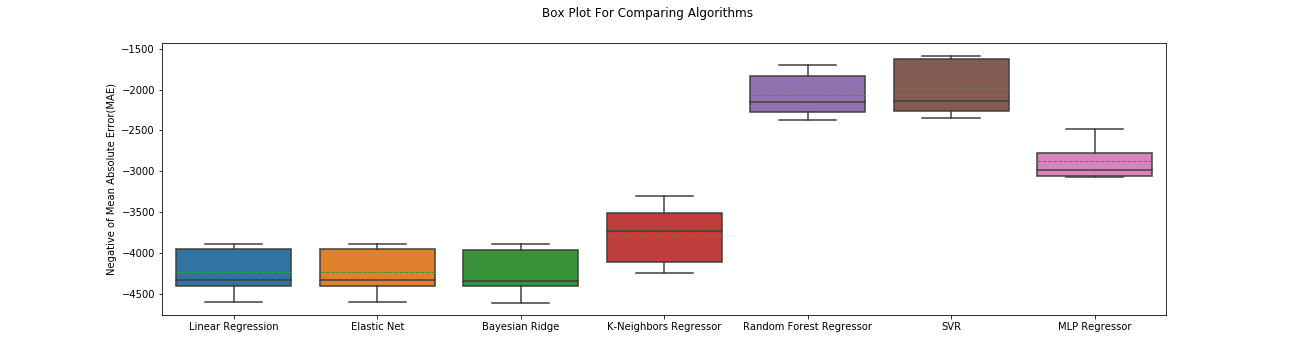 Box Plot For Comparing Algorithms
Negative of Mean Absolute Error(MAE)
−1500
−2000
−2500
−3000
−3500
−4000
−4500
Linear Regression
Elastic Net
Bayesian Ridge
K-Neighbors Regressor
Random Forest Regressor
SVR
MLP Regressor